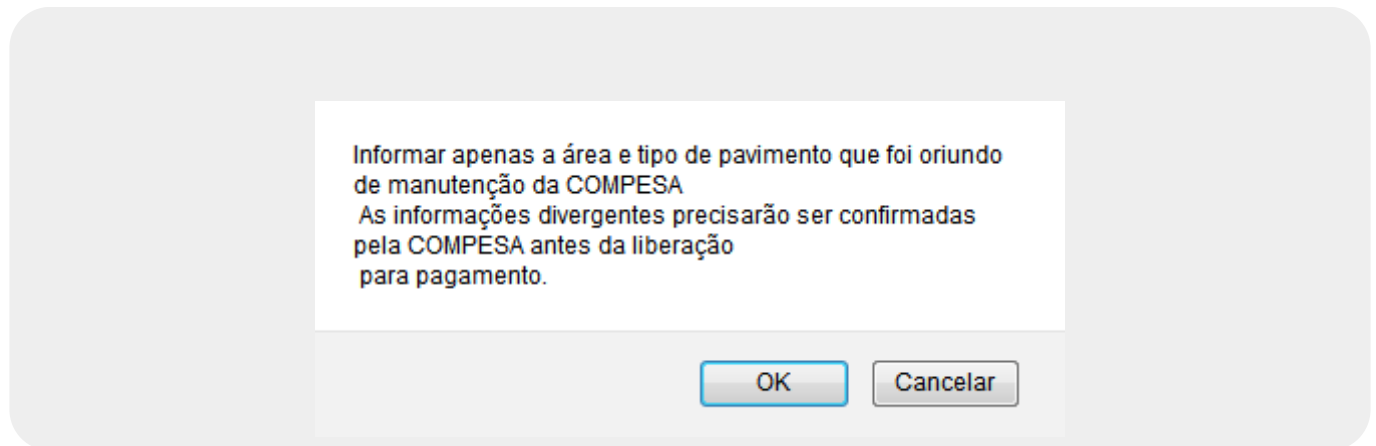 Informar apenas a área e tipo de pavimento que foi oriundo
de manutenção da COMPESA
As informações divergentes precisarão ser confirmadas
pela COMPESA antes da liberação
para pagamento.
OK
Cancelar